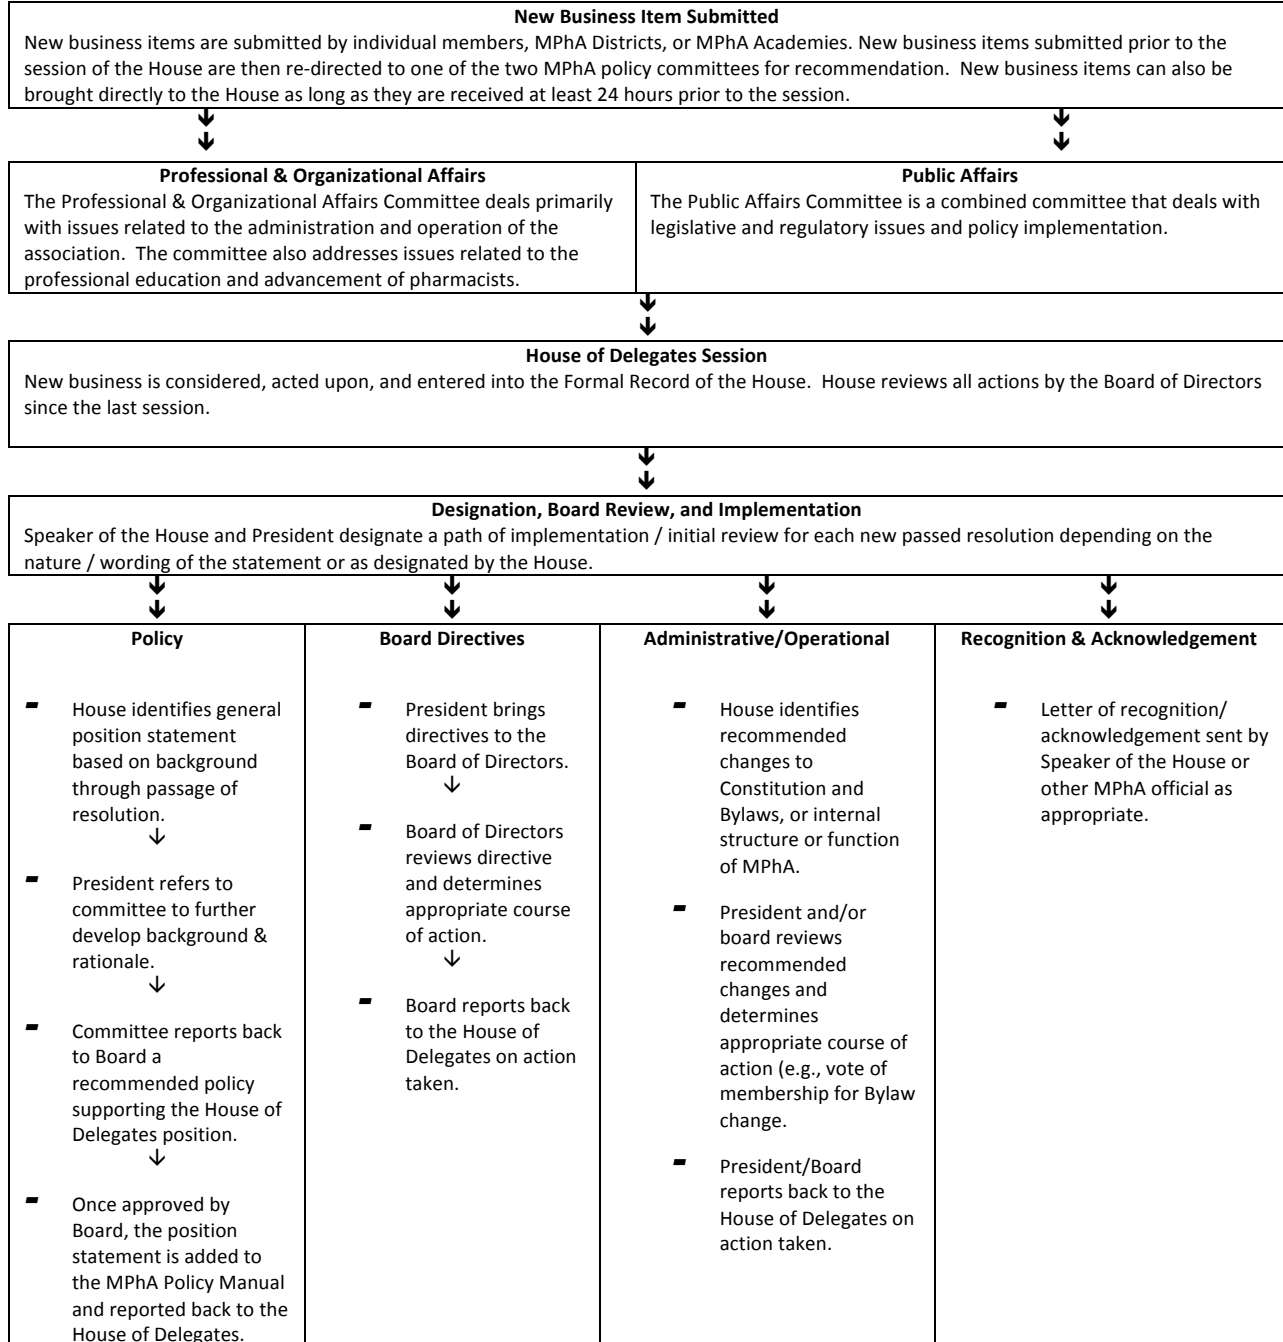 New Business Item Submitted
New business items are submitted by individual members, MPhA Districts, or MPhA Academies. New business items submitted prior to the
session of the House are then re-directed to one of the two MPhA policy committees for recommendation.  New business items can also be
brought directly to the House as long as they are received at least 24 hours prior to the session.
Professional & Organizational Affairs
The Professional & Organizational Affairs Committee deals primarily
with issues related to the administration and operation of the
association.  The committee also addresses issues related to the
professional education and advancement of pharmacists.
Public Affairs
The Public Affairs Committee is a combined committee that deals with
legislative and regulatory issues and policy implementation.
House of Delegates Session
New business is considered, acted upon, and entered into the Formal Record of the House.  House reviews all actions by the Board of Directors
since the last session.
Designation, Board Review, and Implementation
Speaker of the House and President designate a path of implementation / initial review for each new passed resolution depending on the
nature / wording of the statement or as designated by the House.
Policy
- House identifies general
position statement
based on background
through passage of
resolution.
- President refers to
committee to further
develop background &
rationale.
- Committee reports back
to Board a
recommended policy
supporting the House of
Delegates position.
- Once approved by
Board, the position
statement is added to
the MPhA Policy Manual
and reported back to the
House of Delegates.
Board Directives
- President brings
directives to the
Board of Directors.
- Board of Directors
reviews directive
and determines
appropriate course
of action.
- Board reports back
to the House of
Delegates on action
taken.
Administrative/Operational
- House identifies
recommended
changes to
Constitution and
Bylaws, or internal
structure or function
of MPhA.
- President and/or
board reviews
recommended
changes and
determines
appropriate course of
action (e.g., vote of
membership for Bylaw
change.
- President/Board
reports back to the
House of Delegates on
action taken.
Recognition & Acknowledgement
- Letter of recognition/
acknowledgement sent by
Speaker of the House or
other MPhA official as
appropriate.